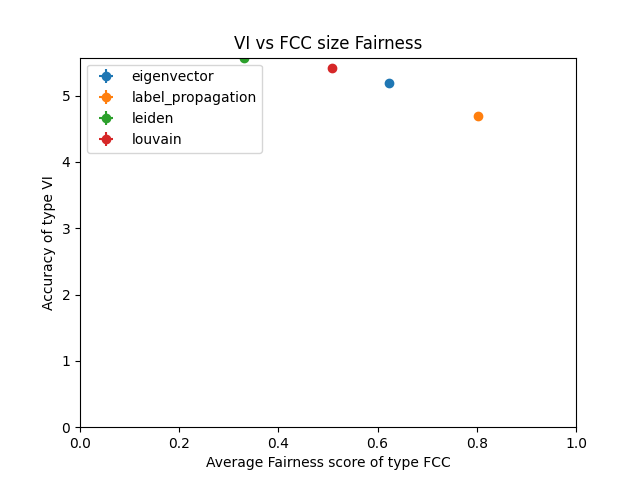 VI vs FCC size Fairness
eigenvector
label_propagation
leiden
louvain
Accuracy of type VI
5
4
3
2
1
0
0.0 0.2 0.4 0.6 0.8 1.0
Average Fairness score of type FCC